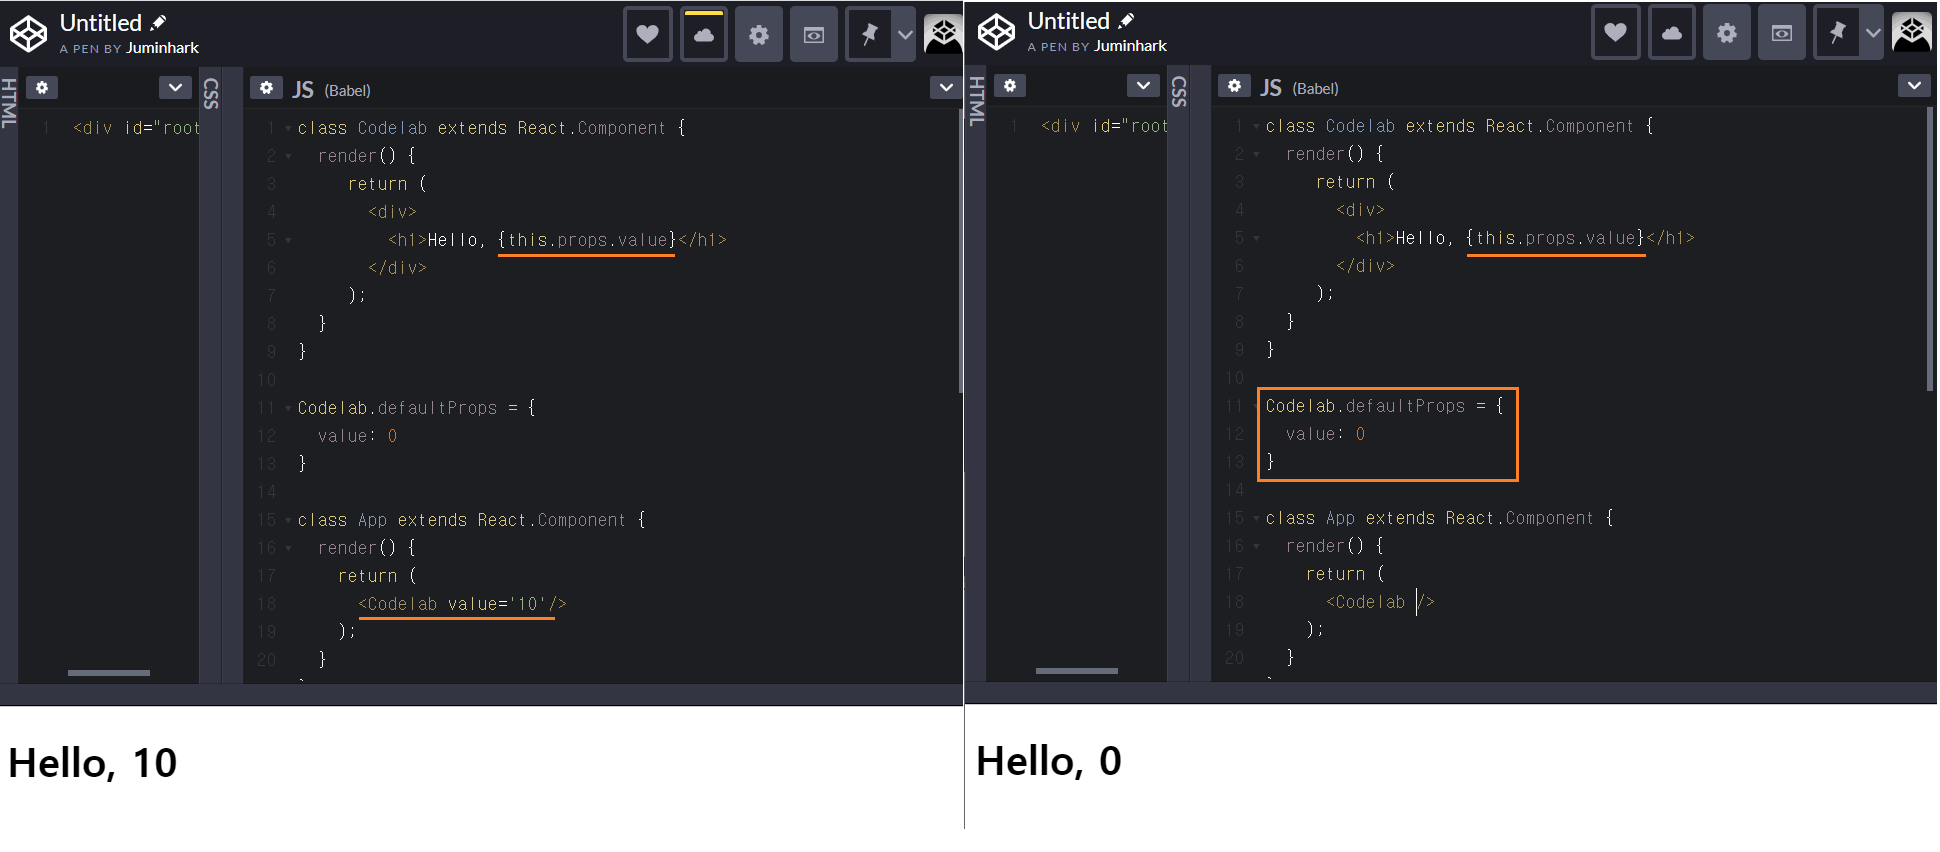 Untitled
A PEN BY Juminhark
HTML
1 <div id="root
CSS
JS (Babel)
1 class Codelab extends React.Component {
2 render() {
3 return (
4 <div>
5 <h1>Hello, {this.props.value}</h1>
6 </div>
7 );
8 }
9 }
10
11 Codelab.defaultProps = {
12 value: 0
13 }
14
15 class App extends React.Component {
16 render() {
17 return (
18 <Codelab value='10'/>
19 );
20 }
Hello, 10
Untitled
A PEN BY Juminhark
HTML
1 <div id="root
CSS
JS (Babel)
1 class Codelab extends React.Component {
2 render() {
3 return (
4 <div>
5 <h1>Hello, {this.props.value}</h1>
6 </div>
7 );
8 }
9 }
10
11 Codelab.defaultProps = {
12 value: 0
13 }
14
15 class App extends React.Component {
16 render() {
17 return (
18 <Codelab />
19 );
20 }
Hello, 0